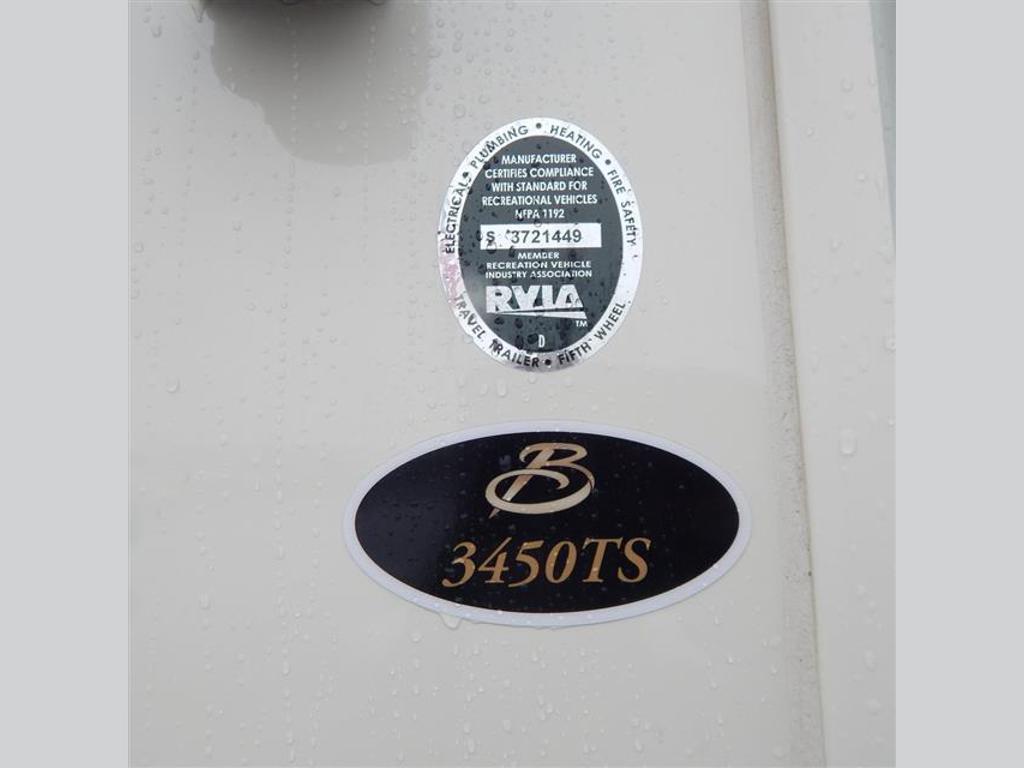 ELECTRICAL • PLUMBING • HEATING • FIRE SAFETY
MANUFACTURER
CERTIFIES COMPLIANCE
WITH STANDARD FOR
RECREATIONAL VEHICLES
NFPA 1192
S 3721449
MEMBER
RECREATION VEHICLE
INDUSTRY ASSOCIATION
RVIA
TM
D
TRAVEL TRAILER • FIFTH WHEEL
B
3450TS